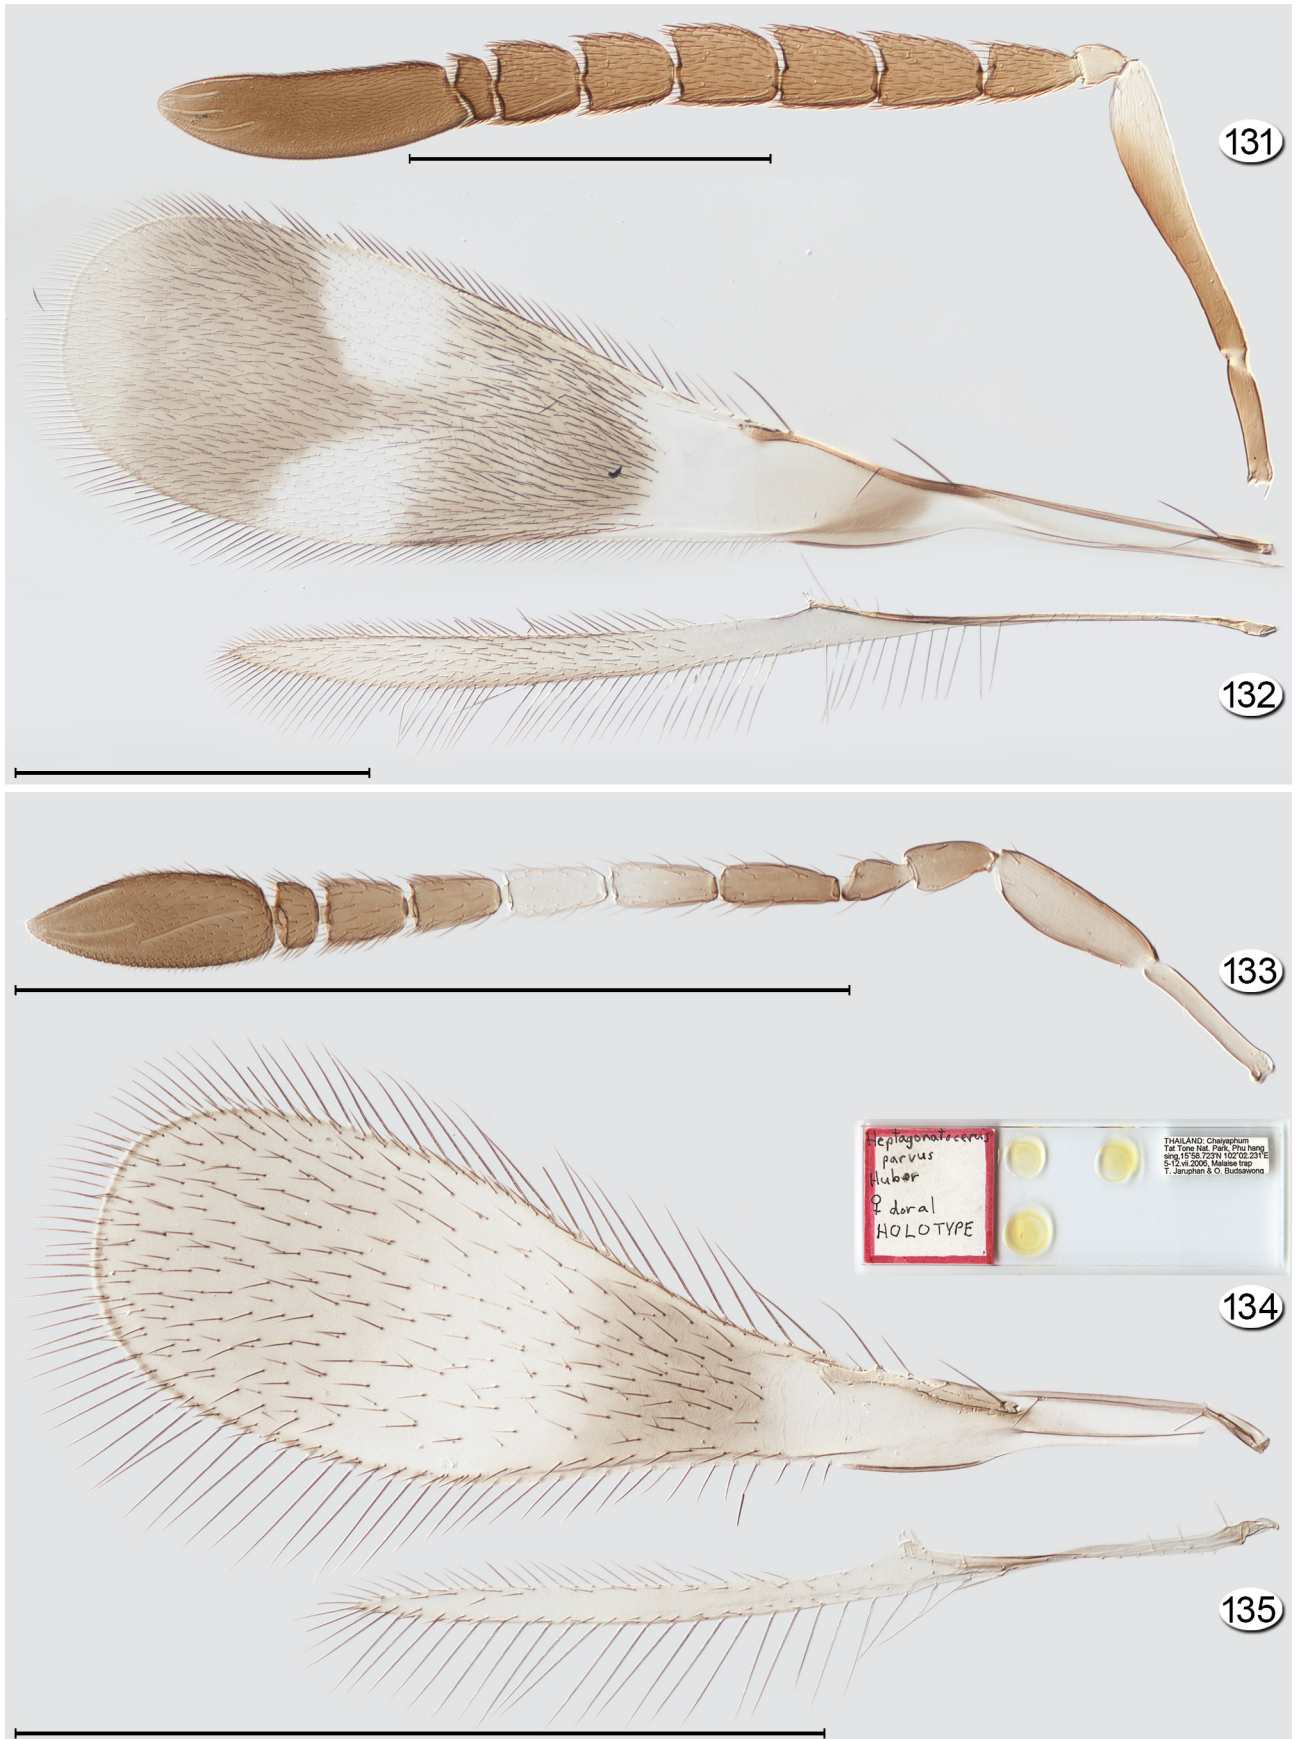 131
132
133
Heptagonatocerus
parvus
Huber
♀ doral
HOLOTYPE
THAILAND: Chaiyaphum
Tat Tone Nat. Park, Phu hang
sing, 15°58.723'N 102°02.231'E
5-12.vii.2006, Malaise trap
T. Jaruphan & O. Budsawong
134
135